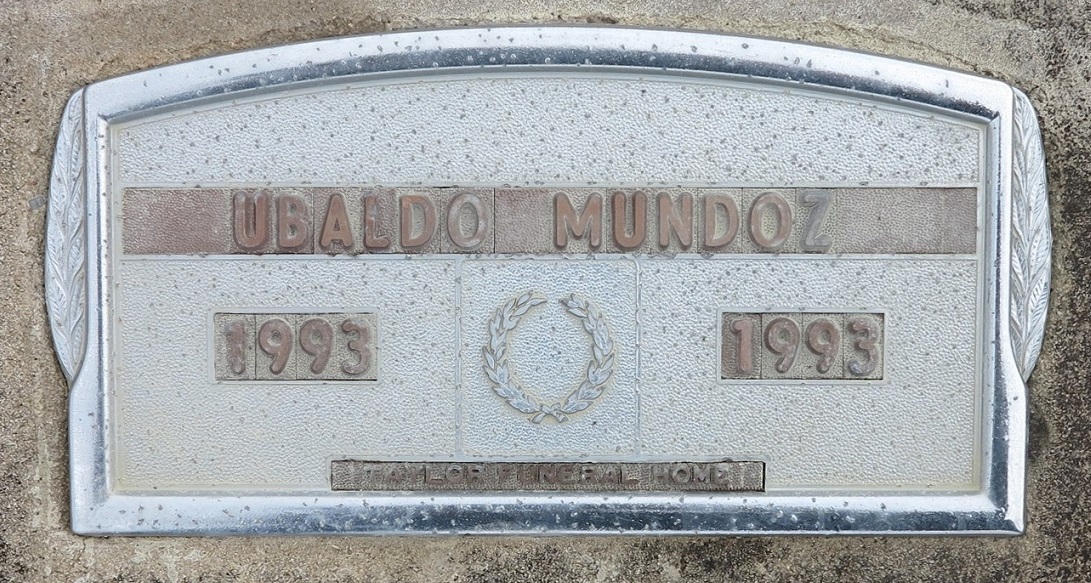 UBALDO MUNDOZ
1993 1993
TAYLOR FUNERAL HOME